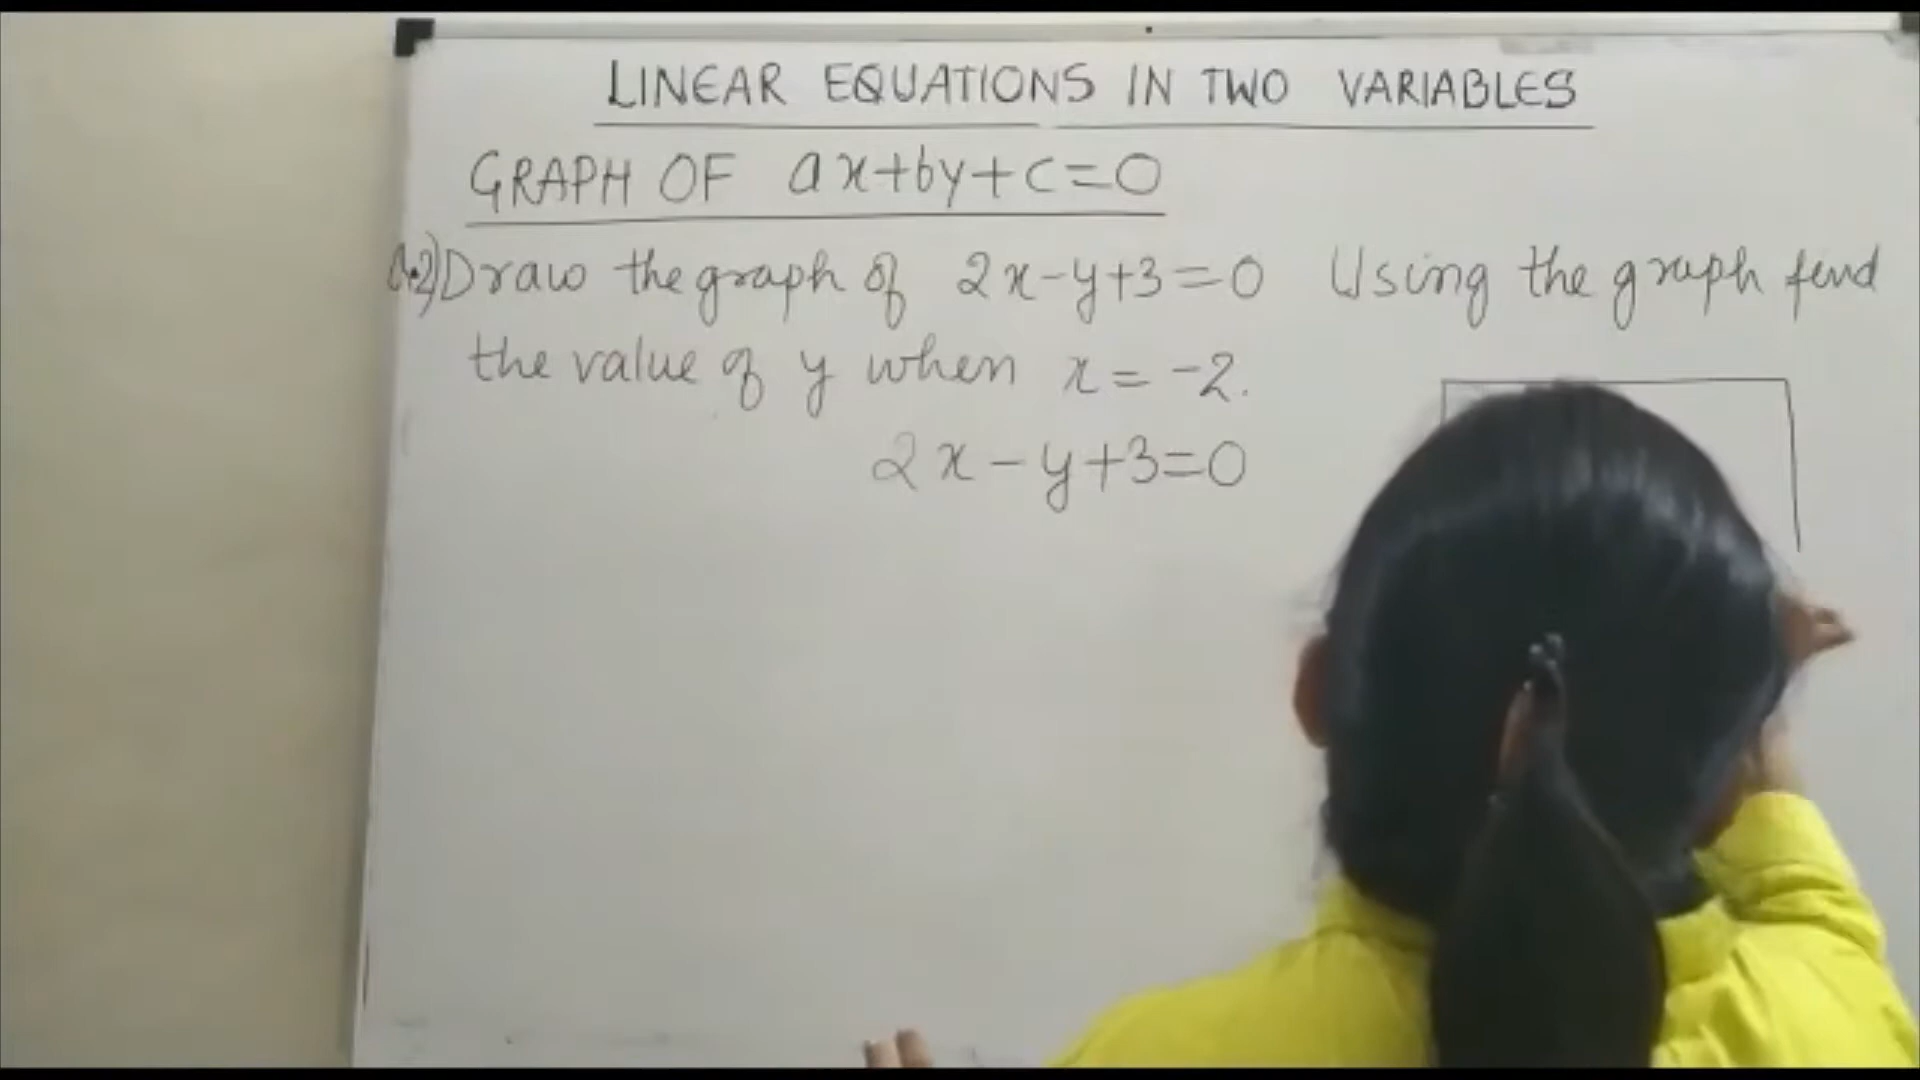 LINEAR EQUATIONS IN TWO VARIABLES
GRAPH OF ax+by+c=0
Q.2) Draw the graph of 2x-y+3=0 Using the graph find
the value of y when x = -2.
2x-y+3=0